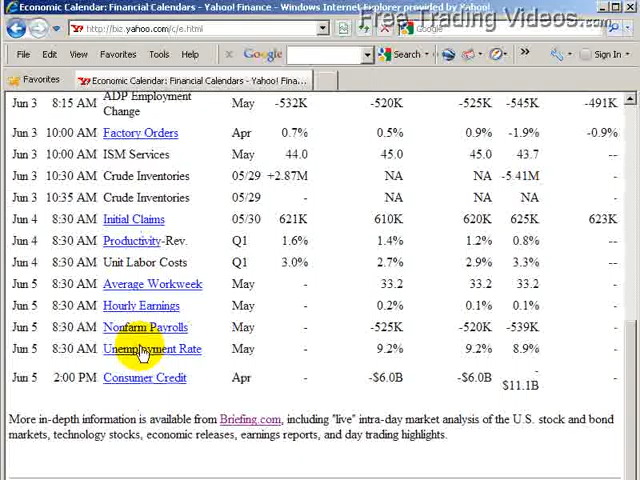 Economic Calendar: Financial Calendars - Yahoo! Finance - Windows Internet Explorer provided by Yahoo!
Free Trading Videos.com
http://biz.yahoo.com/c/e.html
Google
File Edit View Favorites Tools Help
x Google Search Sign In
Favorites Economic Calendar: Financial Calendars - Yahoo! Fina...
Jun 3 8:15 AM ADP Employment Change May -532K -520K -525K -545K -491K
Jun 3 10:00 AM Factory Orders Apr 0.7% 0.5% 0.9% -1.9% -0.9%
Jun 3 10:00 AM ISM Services May 44.0 45.0 45.0 43.7 --
Jun 3 10:30 AM Crude Inventories 05/29 +2.87M NA NA -5.41M --
Jun 3 10:35 AM Crude Inventories 05/29 - NA NA - --
Jun 4 8:30 AM Initial Claims 05/30 621K 610K 620K 625K 623K
Jun 4 8:30 AM Productivity-Rev. Q1 1.6% 1.4% 1.2% 0.8% --
Jun 4 8:30 AM Unit Labor Costs Q1 3.0% 2.7% 2.9% 3.3% --
Jun 5 8:30 AM Average Workweek May - 33.2 33.2 33.2 --
Jun 5 8:30 AM Hourly Earnings May - 0.2% 0.1% 0.1% --
Jun 5 8:30 AM Nonfarm Payrolls May - -525K -520K -539K --
Jun 5 8:30 AM Unemployment Rate May - 9.2% 9.2% 8.9% --
Jun 5 2:00 PM Consumer Credit Apr - -$6.0B -$6.0B -$11.1B --
More in-depth information is available from Briefing.com, including "live" intra-day market analysis of the U.S. stock and bond
markets, technology stocks, economic releases, earnings reports, and day trading highlights.